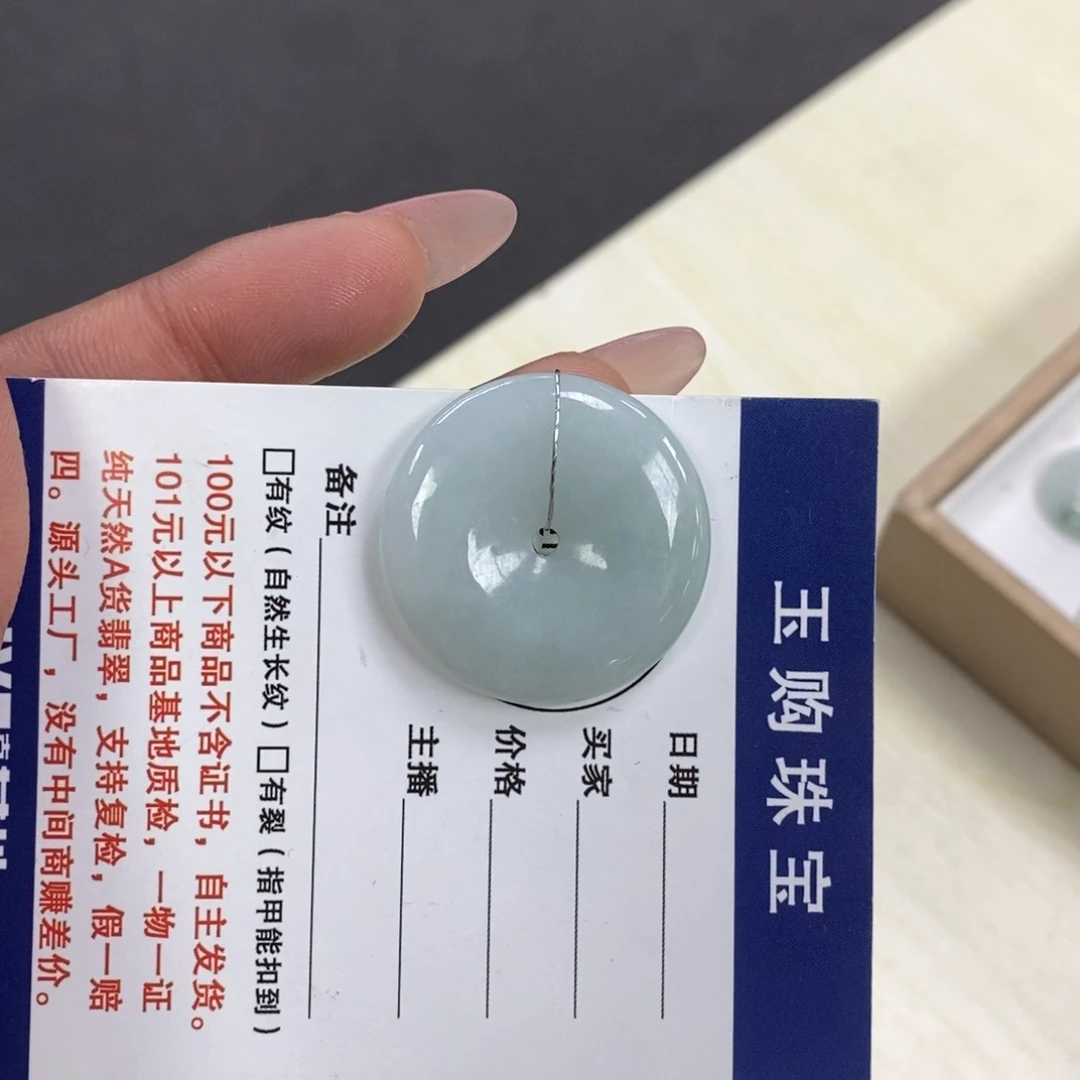 玉购珠宝
日期
买家
价格
主播
备注
□有纹(自然生长纹)□有裂(指甲能扣到)
100元以下商品不含证书,自主发货。
101元以上商品基地质检,一物一证
纯天然A货翡翠,支持复检,假一赔
四。源头工厂,没有中间商赚差价。